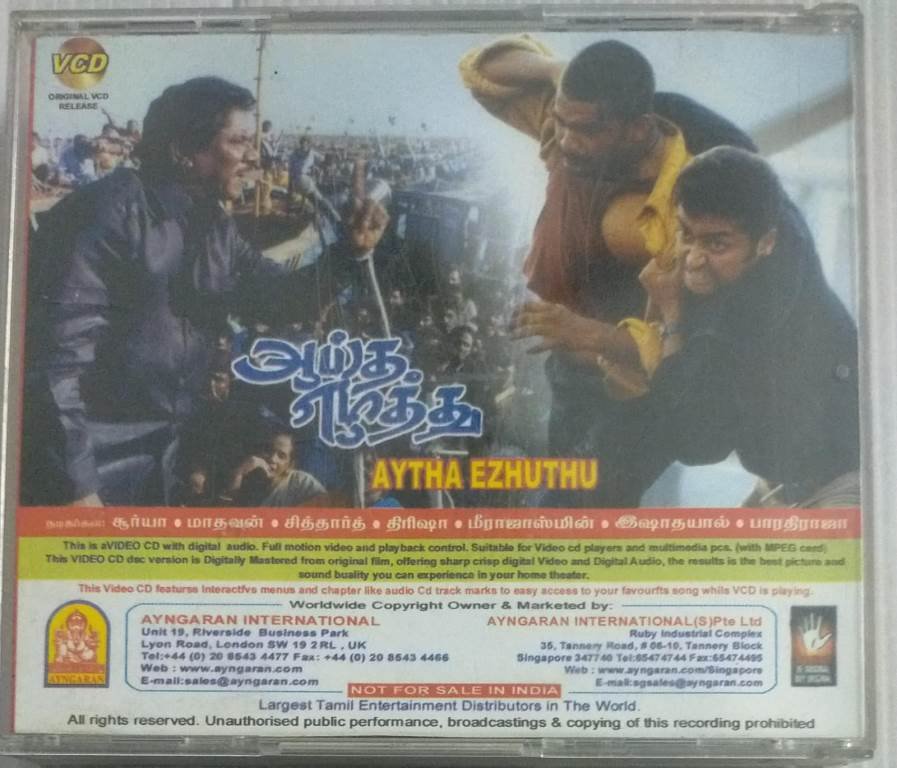 VCD
ORIGINAL VCD
RELEASE
ஆய்த
எழுத்து
AYTHA EZHUTHU
நடிகர்கள்: சூர்யா • மாதவன் • சித்தார்த் • திரிஷா • மீராஜாஸ்மின் • இஷாதயால் • பாரதிராஜா
This is aVIDEO CD with digital audio. Full motion video and playback control. Suitable for Video cd players and multimedia pcs. (with MPEG card)
This VIDEO CD dsc version is Digitally Mastered from original film, offering sharp crisp digital Video and Digital Audio, the results is the best picture and
sound buality you can experience in your home theater.
This Video CD featurss Interactfvs menus and chapter like audio Cd track marks to easy access to your favourfts song whils VCD is playing.
Worldwide Copyright Owner & Marketed by:
AYNGARAN INTERNATIONAL
Unit 19, Riverside Business Park
Lyon Road, London SW 19 2 RL , UK
Tel:+44 (0) 20 8543 4477 Fax: +44 (0) 20 8543 4466
Web : www.ayngaran.com
E-mail:sales@ayngaran.com
AYNGARAN INTERNATIONAL(S)Pte Ltd
Ruby Industrial Complex
35, Tannery Road, # 06-10, Tannery Block
Singapore 347740 Tel:65474744 Fax:65474495
Web : www.ayngaran.com/Singapore
E-mail:sgsales@ayngaran.com
AYNGARAN
NOT FOR SALE IN INDIA
Largest Tamil Entertainment Distributors in The World.
All rights reserved. Unauthorised public performance, broadcastings & copying of this recording prohibited